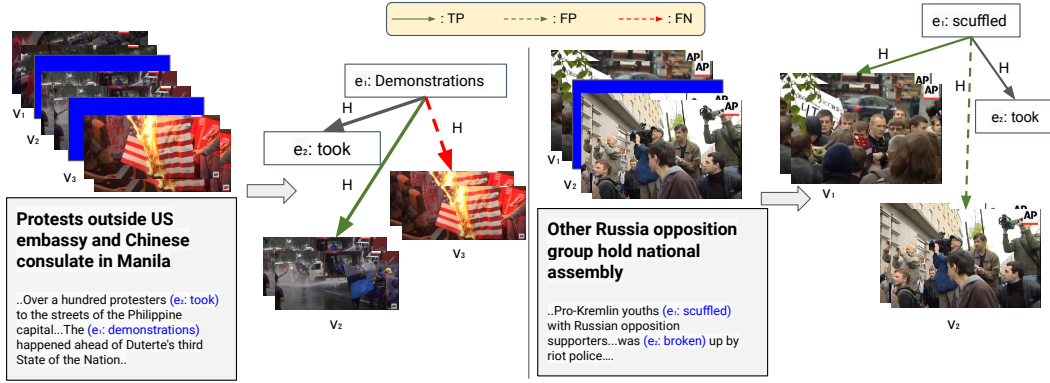 : TP
: FP
: FN
V₁
V₂
V₃
e₁: Demonstrations
H
e₂: took
H
H
V₃
V₂
Protests outside US
embassy and Chinese
consulate in Manila
..Over a hundred protesters (e₂: took)
to the streets of the Philippine
capital...The (e₁: demonstrations)
happened ahead of Duterte's third
State of the Nation..
AP
AP
AP
V₁
V₂
Other Russia opposition
group hold national
assembly
..Pro-Kremlin youths (e₁: scuffled)
with Russian opposition
supporters...was (e₂: broken) up by
riot police....
e₁: scuffled
H
H
H
e₂: took
AP
AP
V₁
AP
V₂